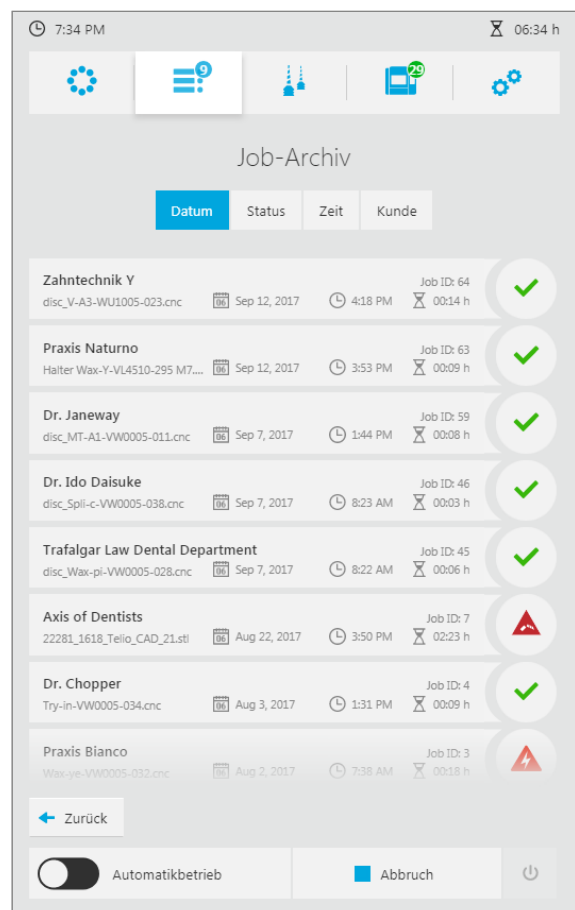 7:34 PM 06:34 h
9 29
Job-Archiv
Datum Status Zeit Kunde
Zahntechnik Y Job ID: 64
disc_V-A3-WU1005-023.cnc 06 Sep 12, 2017 4:18 PM 00:14 h
Praxis Naturno Job ID: 63
Halter Wax-Y-VL4510-295 M7.... 06 Sep 12, 2017 3:53 PM 00:09 h
Dr. Janeway Job ID: 59
disc_MT-A1-VW0005-011.cnc 06 Sep 7, 2017 1:44 PM 00:08 h
Dr. Ido Daisuke Job ID: 46
disc_Spli-c-VW0005-038.cnc 06 Sep 7, 2017 8:23 AM 00:03 h
Trafalgar Law Dental Department Job ID: 45
disc_Wax-pi-VW0005-028.cnc 06 Sep 7, 2017 8:22 AM 00:06 h
Axis of Dentists Job ID: 7
22281_1618_Telio_CAD_21.stl 06 Aug 22, 2017 3:50 PM 02:23 h
Dr. Chopper Job ID: 4
Try-in-VW0005-034.cnc 06 Aug 3, 2017 1:31 PM 00:09 h
Praxis Bianco Job ID: 3
Wax-ye-VW0005-032.cnc 06 Aug 2, 2017 7:38 AM 00:18 h
Zurück
Automatikbetrieb Abbruch